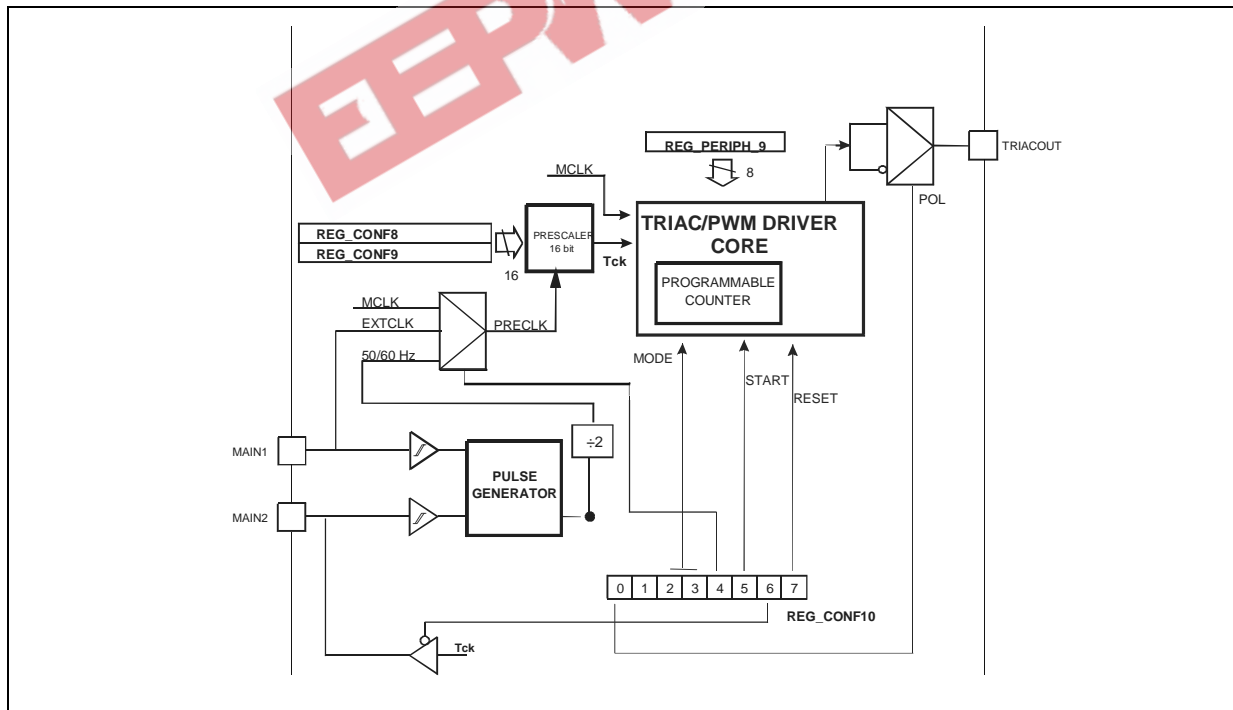 EEPW
REG_PERIPH_9
8
MCLK
TRIACOUT
POL
REG_CONF8
REG_CONF9
16
PRESCALER
16 bit
Tck
TRIAC/PWM DRIVER
CORE
PROGRAMMABLE
COUNTER
MCLK
EXTCLK
50/60 Hz
PRECLK
MODE
START
RESET
÷2
MAIN1
MAIN2
PULSE
GENERATOR
0 1 2 3 4 5 6 7
REG_CONF10
Tck